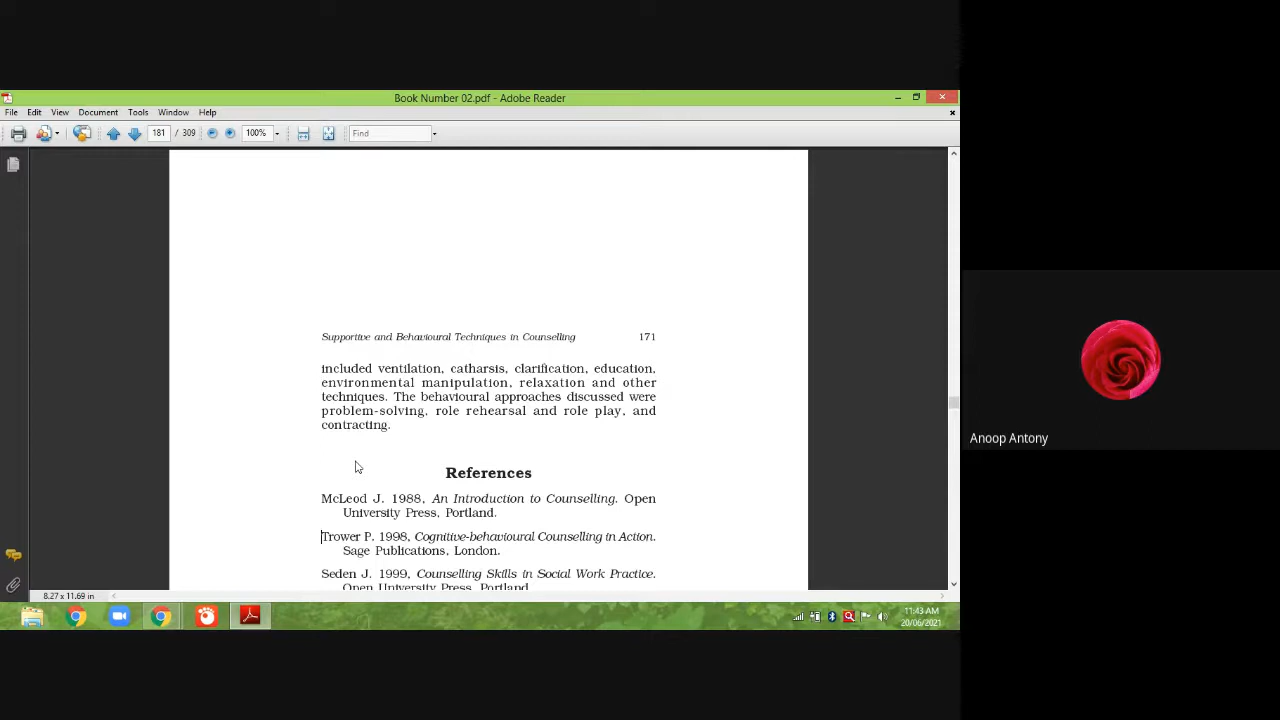 Book Number 02.pdf - Adobe Reader
File Edit View Document Tools Window Help
181 / 309 100% Find
Supportive and Behavioural Techniques in Counselling 171
included ventilation, catharsis, clarification, education,
environmental manipulation, relaxation and other
techniques. The behavioural approaches discussed were
problem-solving, role rehearsal and role play, and
contracting.
References
McLeod J. 1988, An Introduction to Counselling. Open
University Press, Portland.
Trower P. 1998, Cognitive-behavioural Counselling in Action.
Sage Publications, London.
Seden J. 1999, Counselling Skills in Social Work Practice.
Open University Press, Portland
8.27 x 11.69 in
11:43 AM
20/06/2021
Anoop Antony